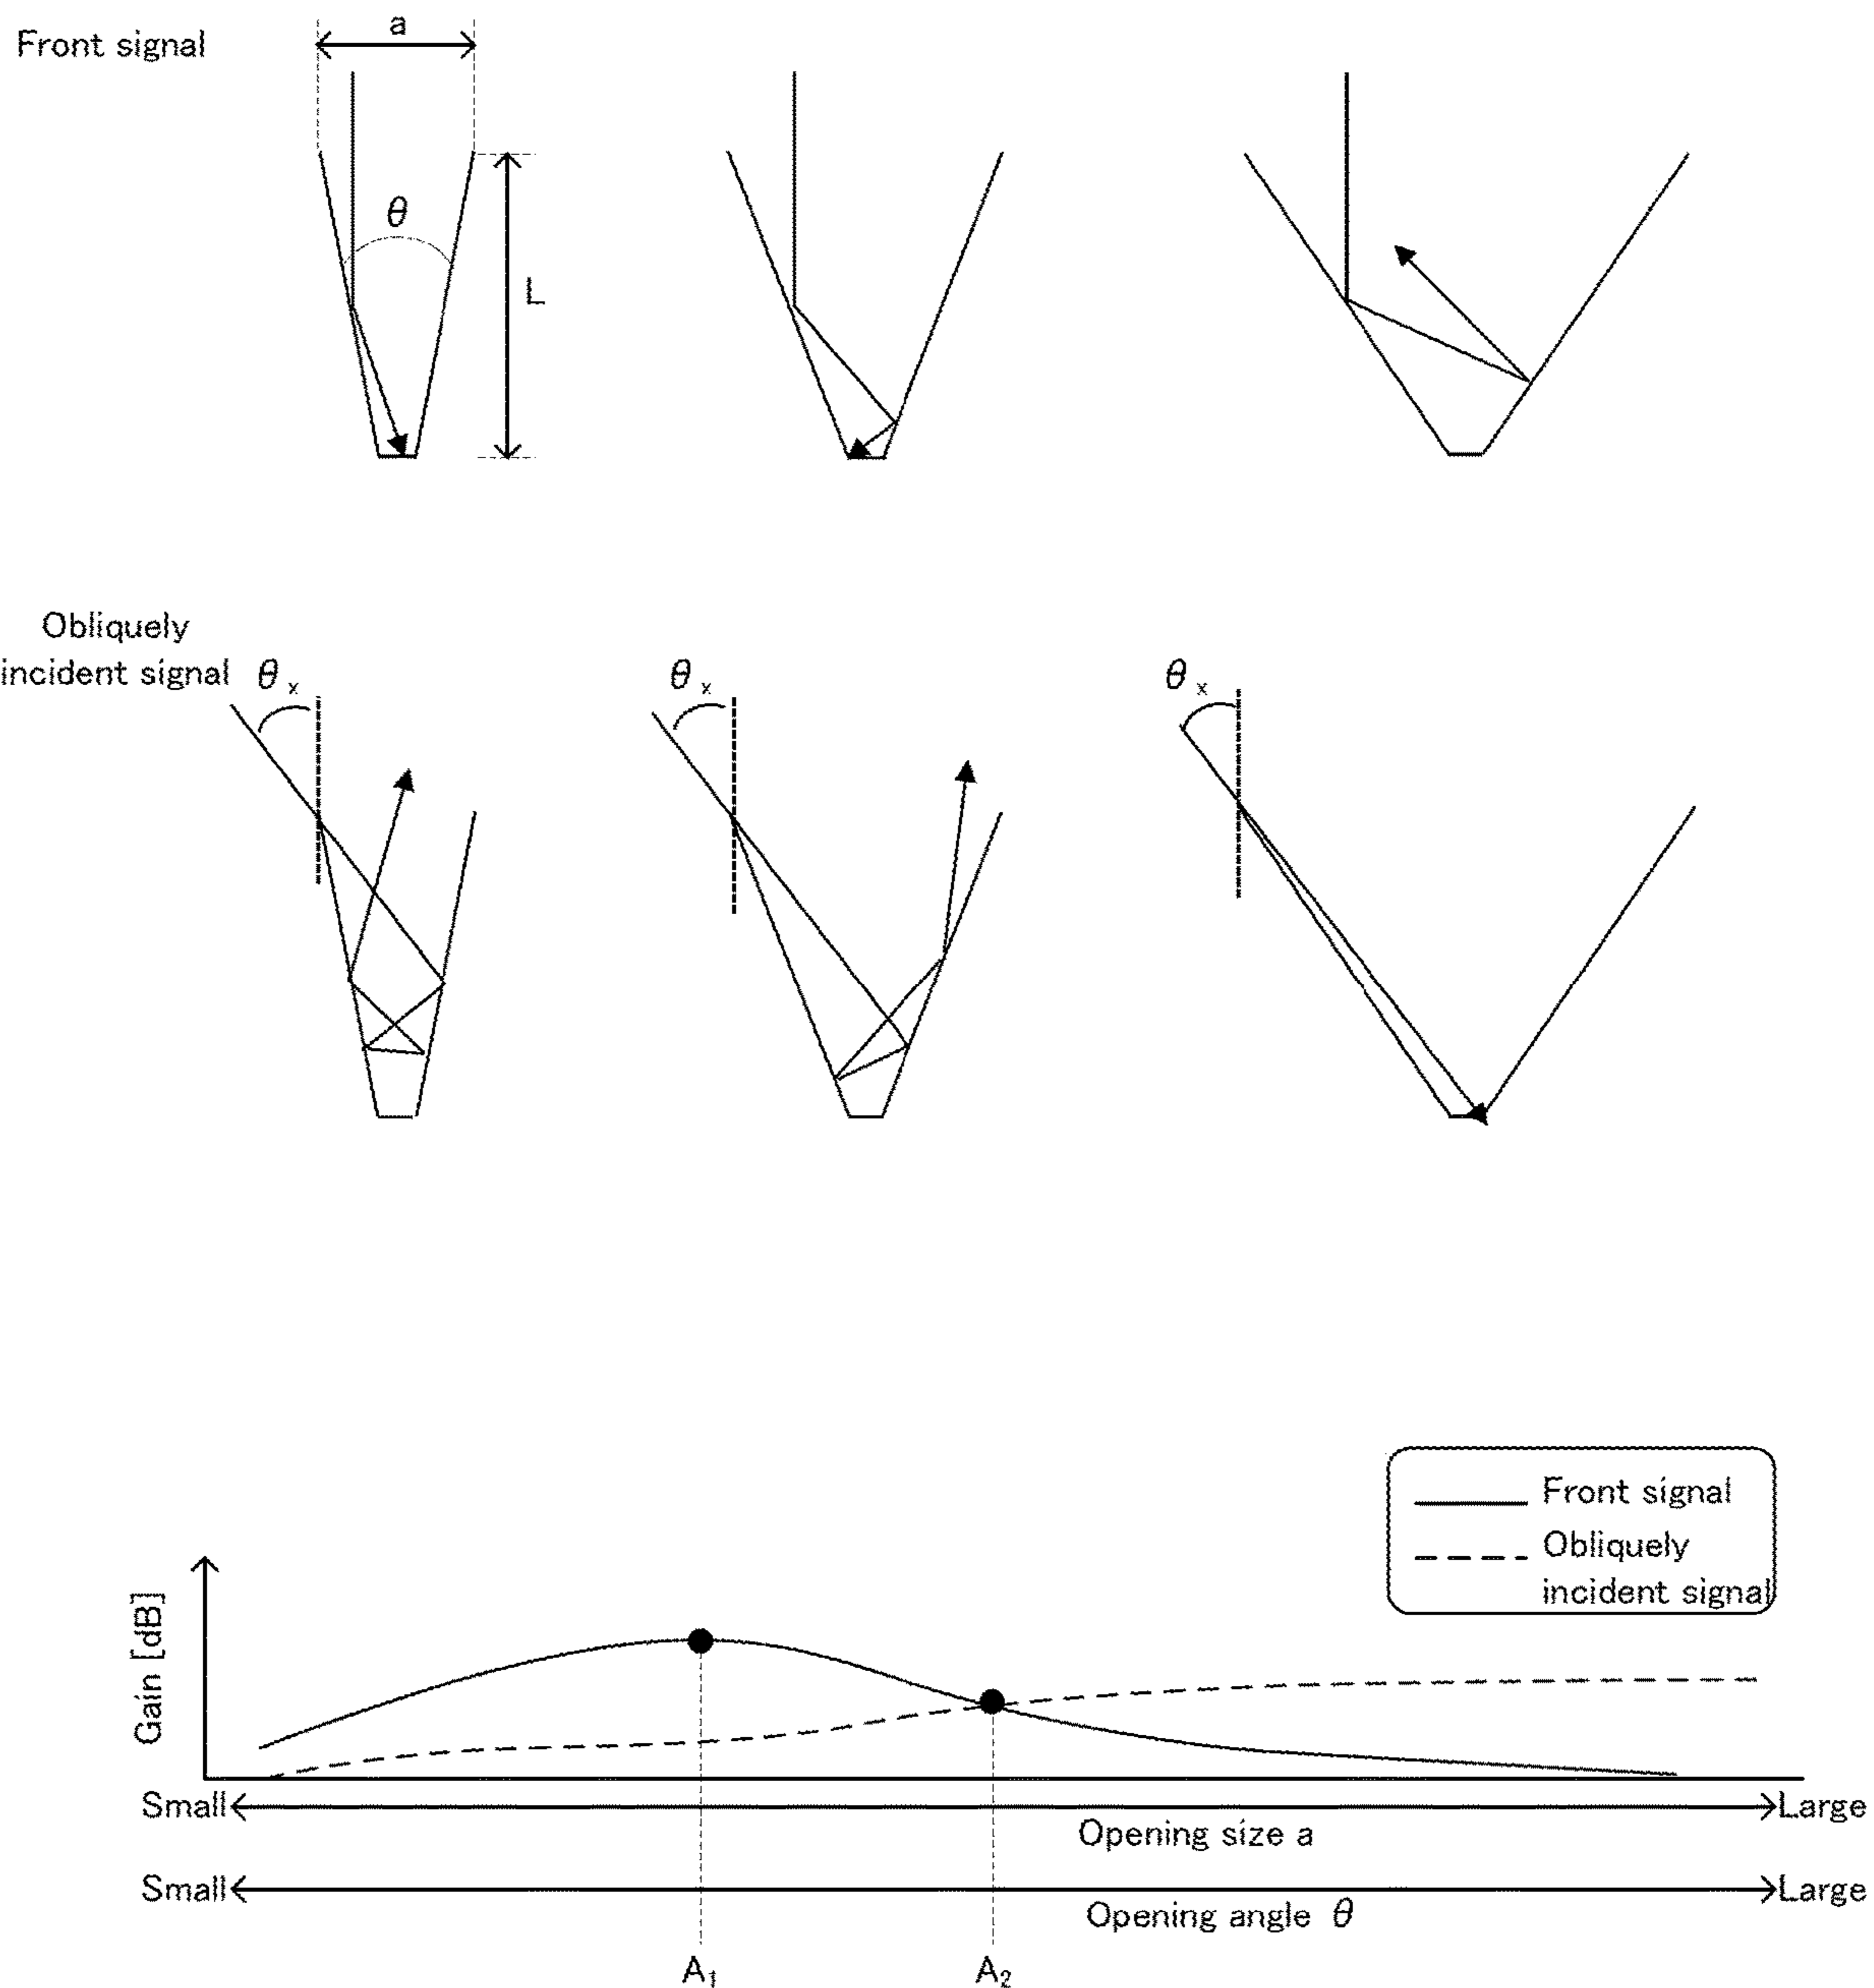 Front signal
a
θ
L
Obliquely
incident signal
θx
θx
θx
Front signal
Obliquely
incident signal
Gain [dB]
Small
Large
Opening size a
Small
Large
Opening angle θ
A₁
A₂